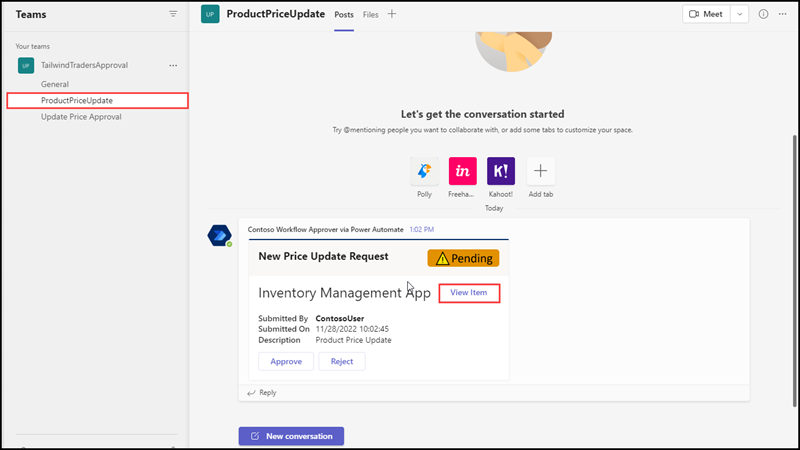 Teams
Your teams
UP TailwindTradersApproval ...
General
ProductPriceUpdate
Update Price Approval
UP ProductPriceUpdate Posts Files + Meet
Let's get the conversation started
Try @mentioning people you want to collaborate with, or add some tabs to customize your space.
in K!
Polly Freeha... Kahoot! Add tab
Today
Contoso Workflow Approver via Power Automate 1:02 PM
New Price Update Request Pending
Inventory Management App View Item
Submitted By ContosoUser
Submitted On 11/28/2022 10:02:45
Description Product Price Update
Approve Reject
Reply
New conversation